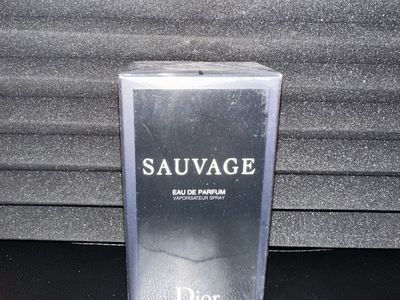 SAUVAGE
EAU DE PARFUM
VAPORISATEUR SPRAY
Dior